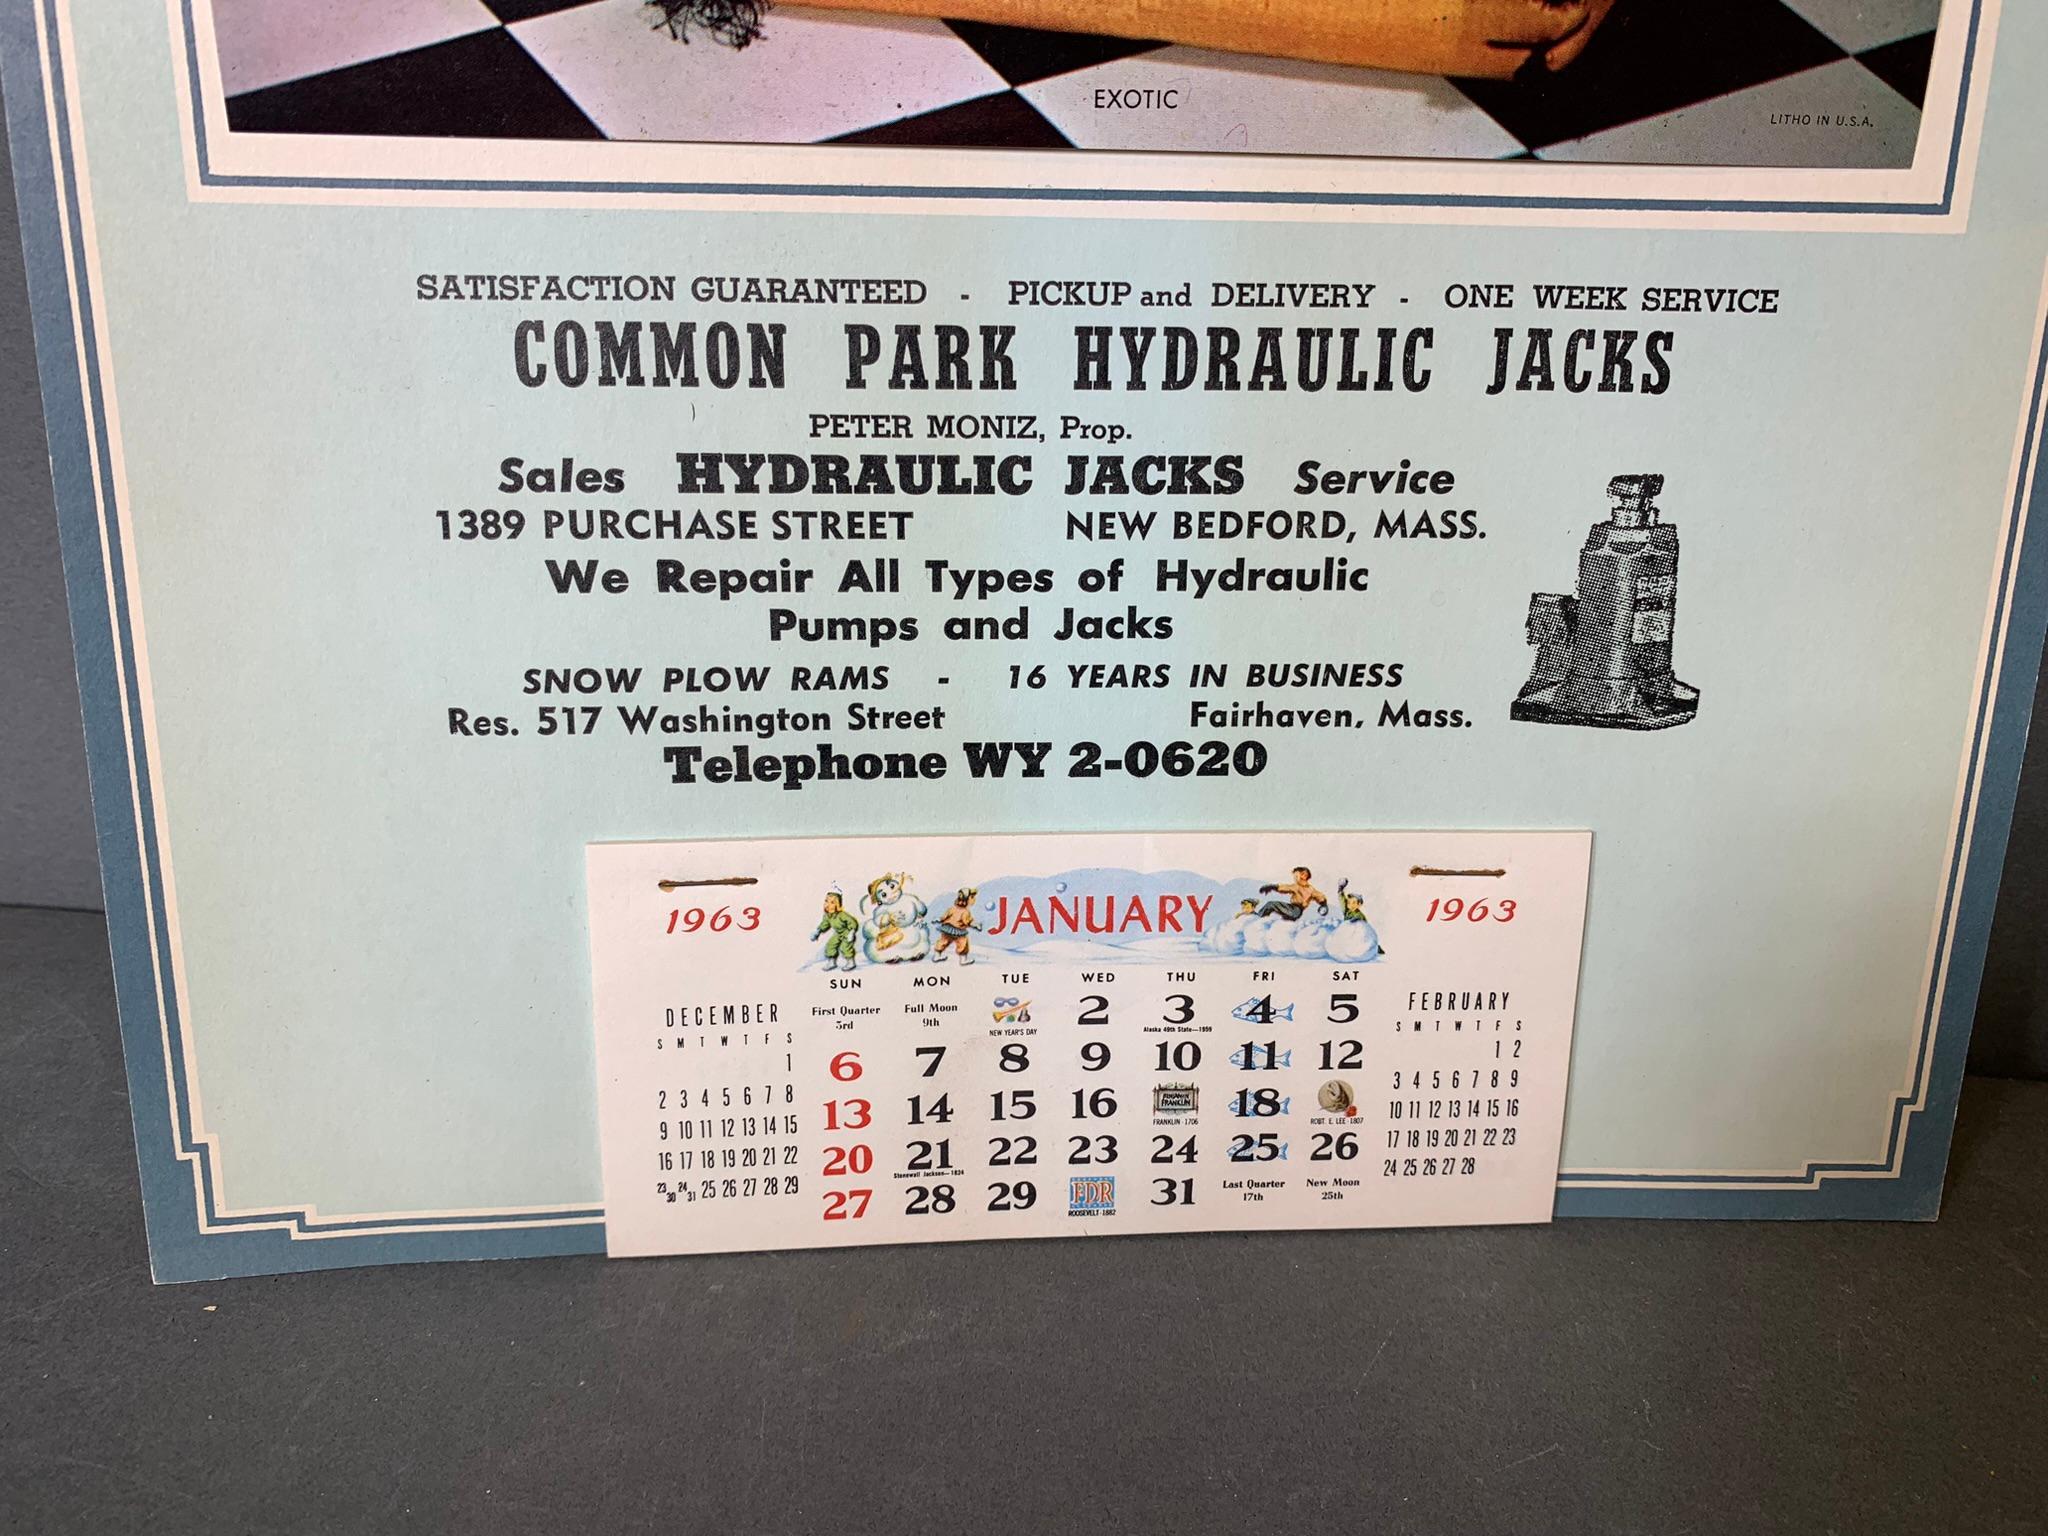 EXOTIC
LITHO IN U.S.A.
SATISFACTION GUARANTEED - PICKUP and DELIVERY - ONE WEEK SERVICE
COMMON PARK HYDRAULIC JACKS
PETER MONIZ, Prop.
Sales HYDRAULIC JACKS Service
1389 PURCHASE STREET NEW BEDFORD, MASS.
We Repair All Types of Hydraulic
Pumps and Jacks
SNOW PLOW RAMS - 16 YEARS IN BUSINESS
Res. 517 Washington Street Fairhaven, Mass.
Telephone WY 2-0620
1963 JANUARY 1963
SUN MON TUE WED THU FRI SAT
First Quarter 3rd Full Moon 9th NEW YEAR'S DAY 2 3 4 5
Alaska 49th State—1959
6 7 8 9 10 11 12
13 14 15 16 BENJAMIN FRANKLIN 18
FRANKLIN - 1706 ROBT. E. LEE - 1807
20 21 22 23 24 25 26
Stonewall Jackson—1824
27 28 29 FDR 31 Last Quarter 17th New Moon 25th
ROOSEVELT - 1882
DECEMBER
S M T W T F S
1
2 3 4 5 6 7 8
9 10 11 12 13 14 15
16 17 18 19 20 21 22
23 30 24 31 25 26 27 28 29
FEBRUARY
S M T W T F S
1 2
3 4 5 6 7 8 9
10 11 12 13 14 15 16
17 18 19 20 21 22 23
24 25 26 27 28